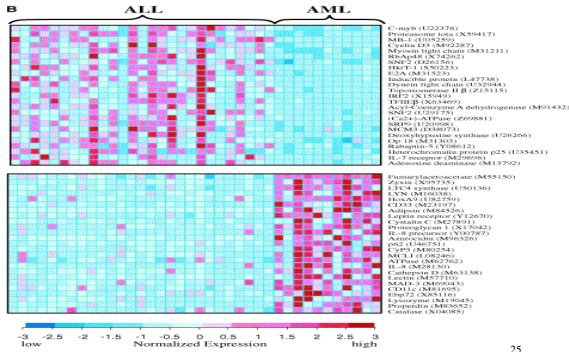 B
ALL AML
C-myb (U22376)
Proteasome iota (X59417)
MB-1 (U05259)
Cyclin D3 (M92287)
Myosin light chain (M31211)
RbAp48 (X74262)
SNF2 (D26156)
HkrT-1 (S50223)
E2A (M31523)
Inducible protein (L47738)
Dynein light chain (U32944)
Topoisomerase II β (Z15115)
IRF2 (X15949)
TFIIEβ (X63469)
Acyl-Coenzyme A dehydrogenase (M91432)
SNF2 (U29175)
(Ca2+)-ATPase (Z69881)
SRP9 (U20998)
MCM3 (D38073)
Deoxyhypusine synthase (U26266)
Op 18 (M31303)
Rabaptin-5 (Y08612)
Heterochromatin protein p25 (U35451)
IL-7 receptor (M29696)
Adenosine deaminase (M13792)
Fumarylacetoacetate (M55150)
Zyxin (X95735)
LTC4 synthase (U50136)
LYN (M16038)
HoxA9 (U82759)
CD33 (M23197)
Adipsin (M84526)
Leptin receptor (Y12670)
Cystatin C (M27891)
Proteoglycan 1 (X17042)
IL-8 precursor (Y00787)
Azurocidin (M96326)
p62 (U46751)
CyP3 (M80254)
MCL1 (L08246)
ATPase (M62762)
IL-8 (M28130)
Cathepsin D (M63138)
Lectin (M57710)
MAD-3 (M69043)
CD11c (M81695)
Ebp72 (X85116)
Lysozyme (M19045)
Properdin (M83652)
Catalase (X04085)
-3 -2.5 -2 -1.5 -1 -0.5 0 0.5 1 1.5 2 2.5 3
low Normalized Expression high
25